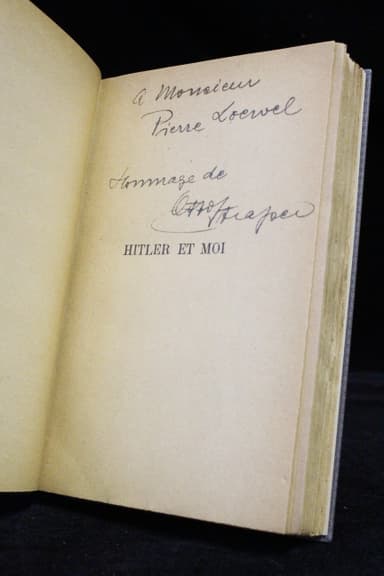 A Monsieur
Pierre Loewel
Hommage de
Otto Strasser
HITLER ET MOI